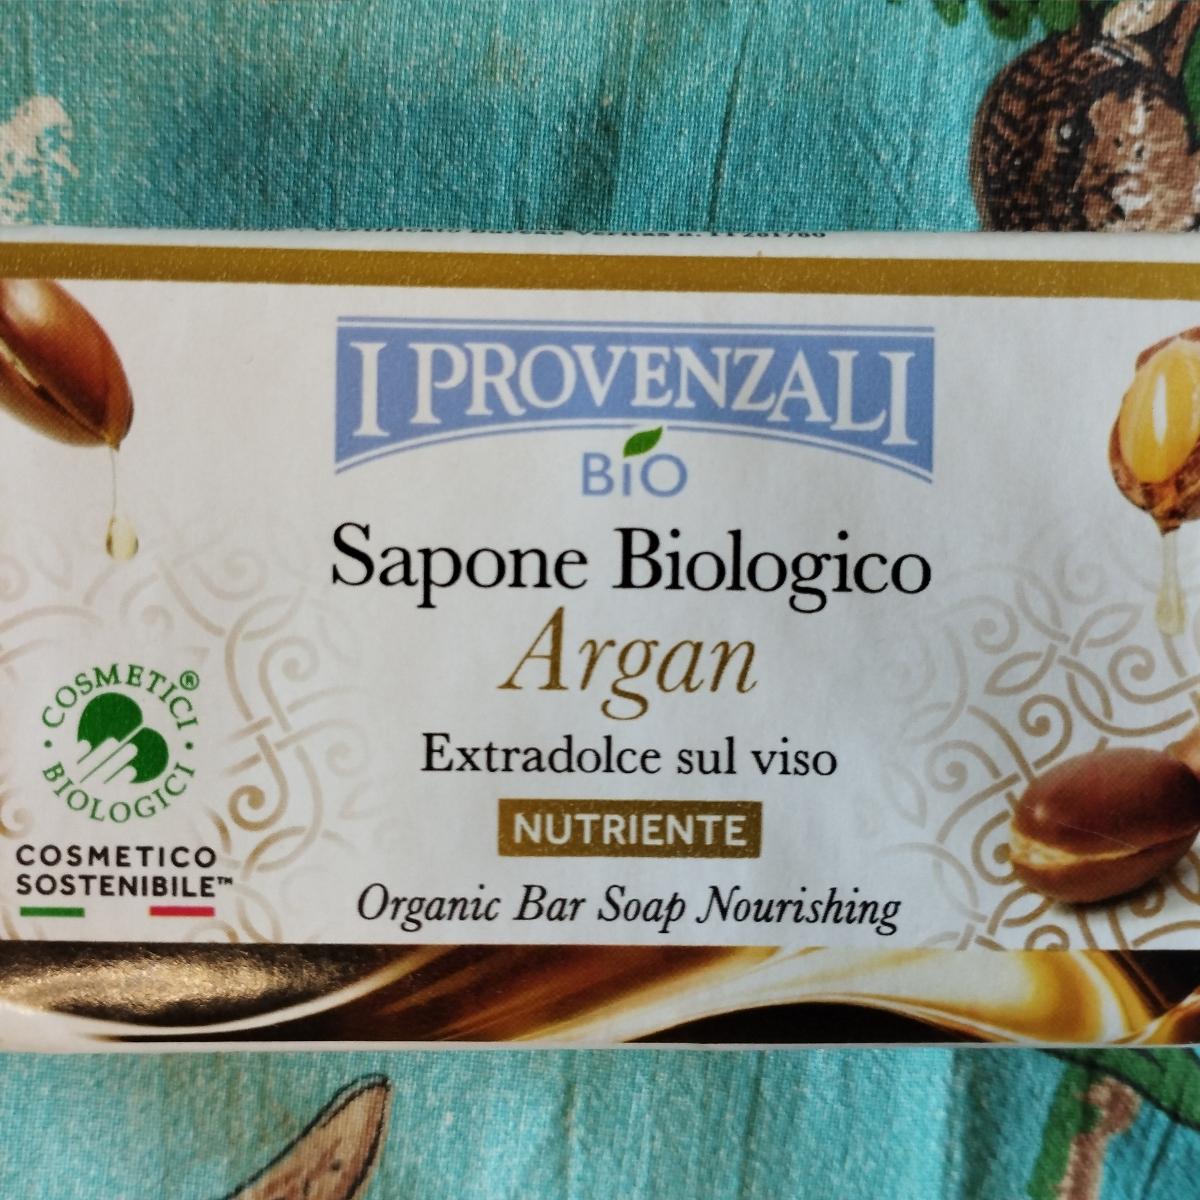 I PROVENZALI
BiO
Sapone Biologico
Argan
Extradolce sul viso
NUTRIENTE
Organic Bar Soap Nourishing
COSMETICI®
BIOLOGICI
COSMETICO
SOSTENIBILE™